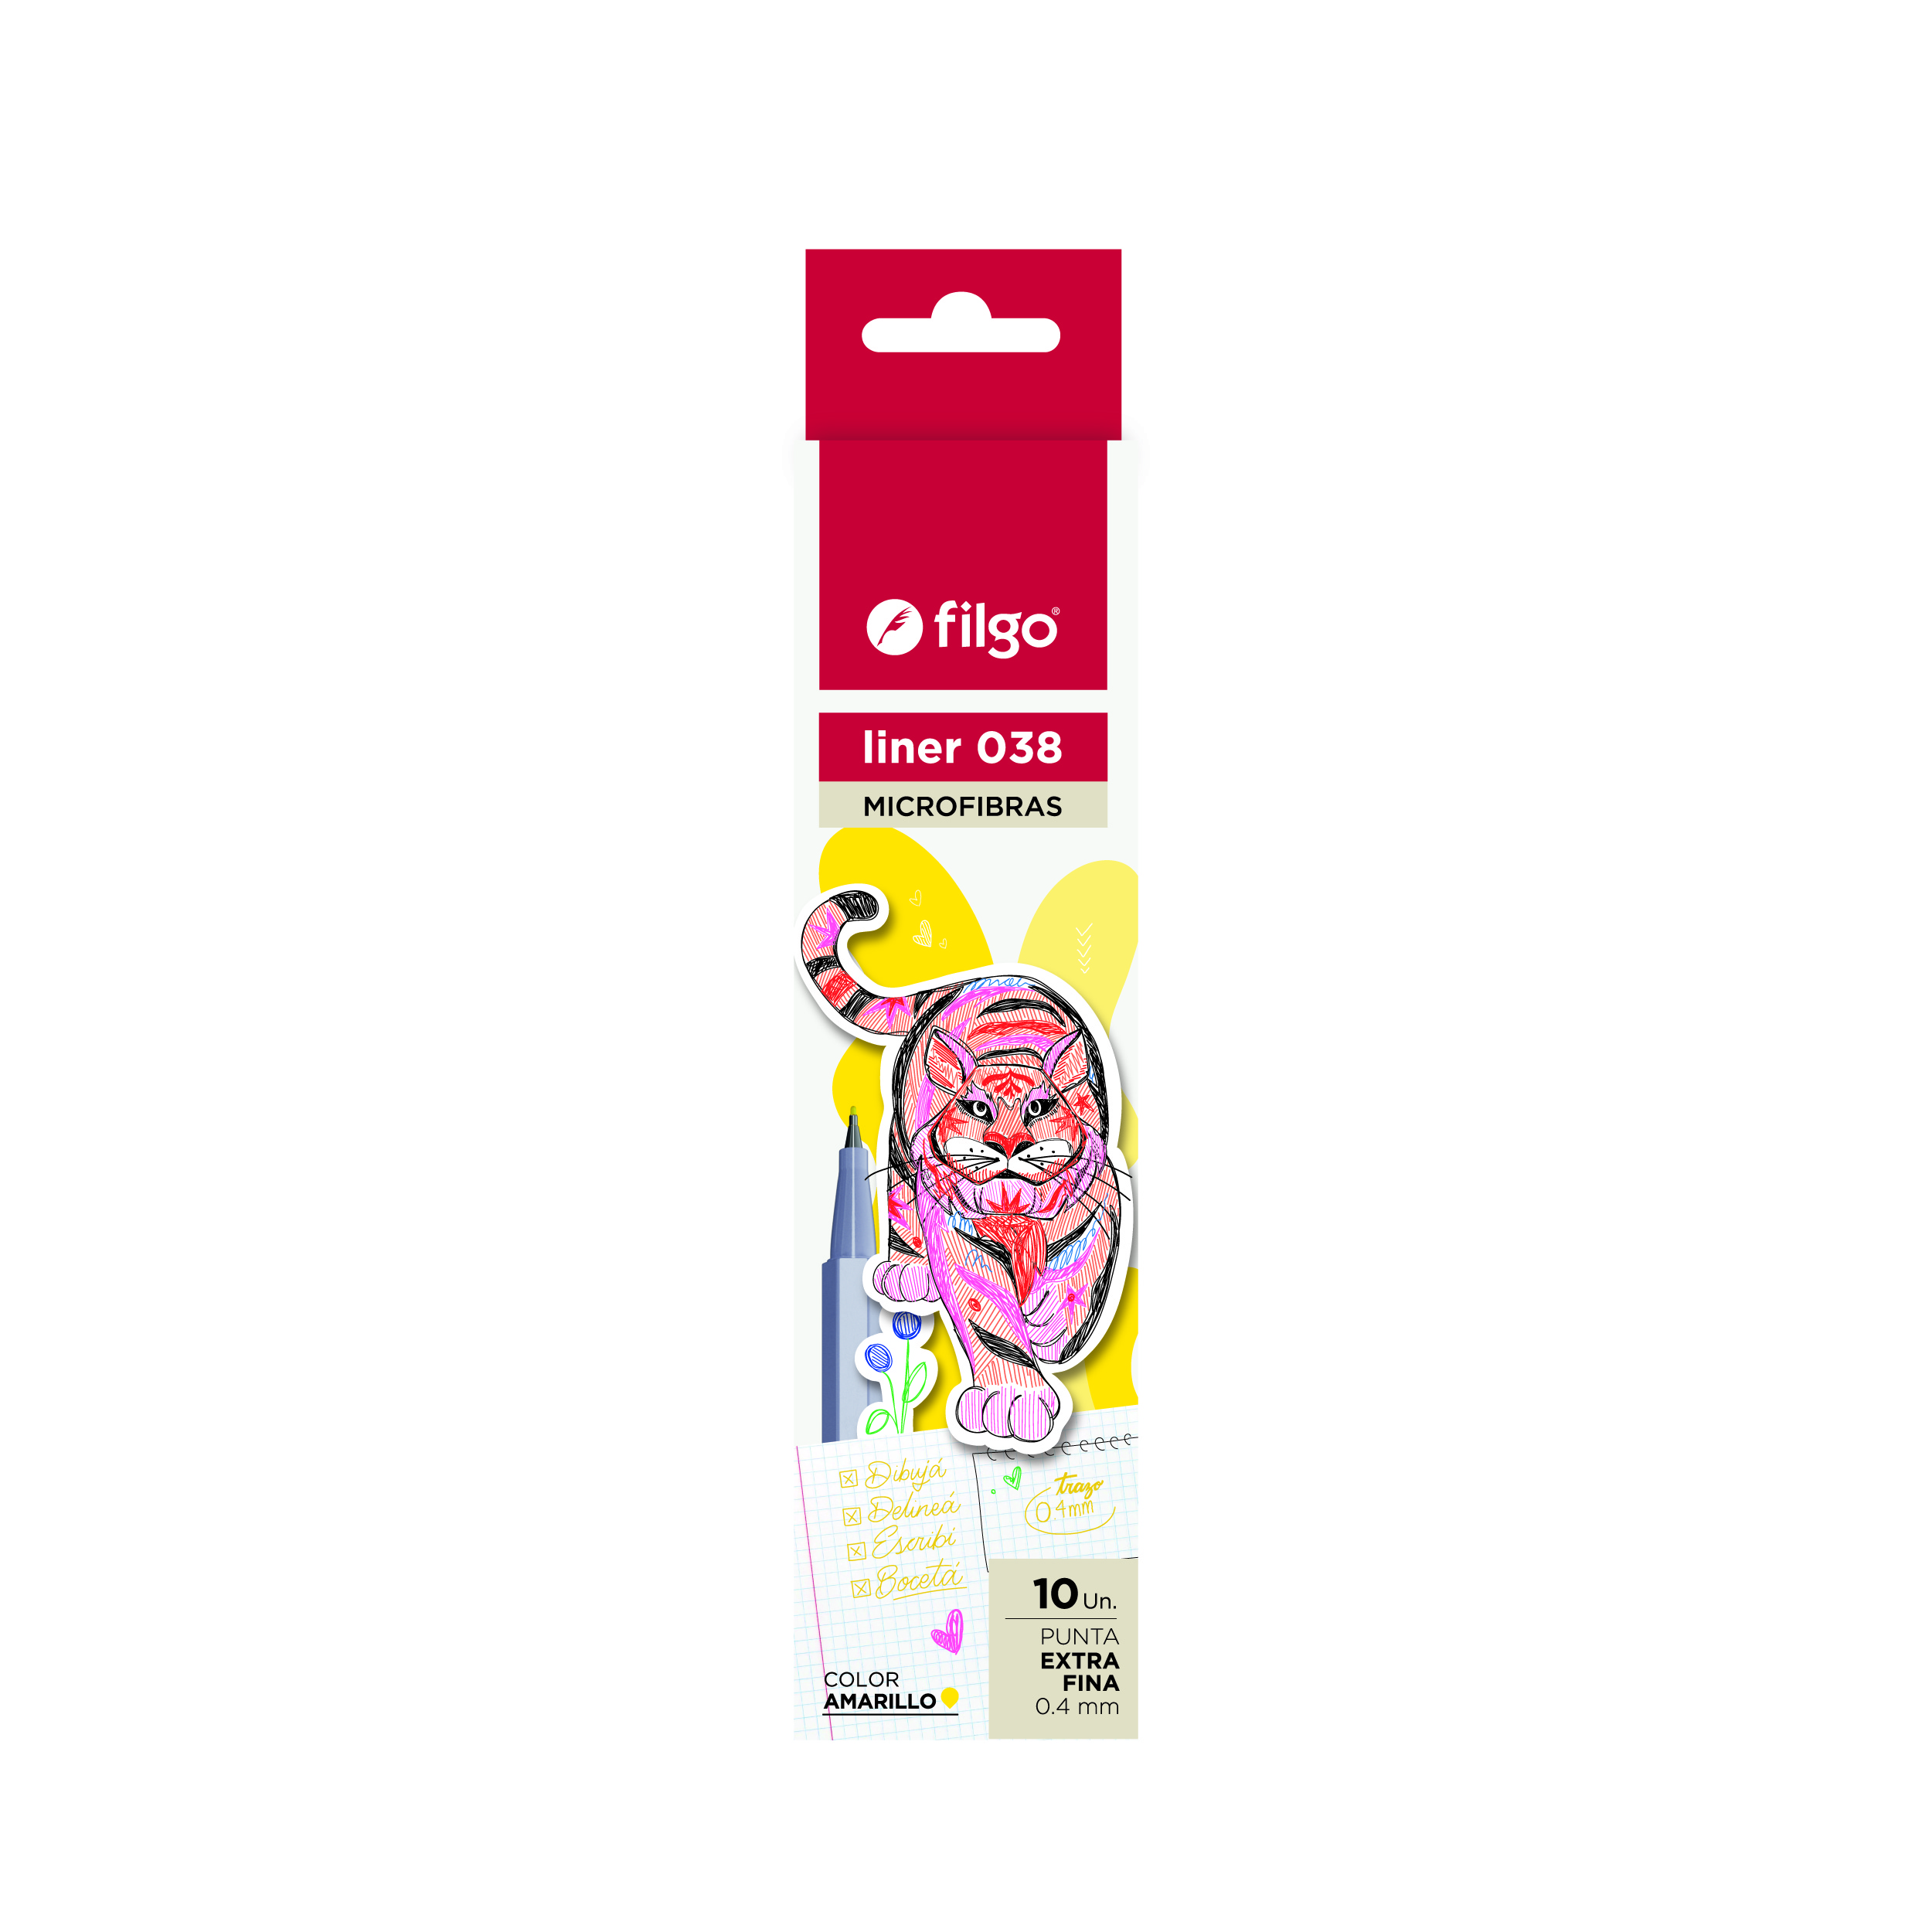 filgo®
liner 038
MICROFIBRAS
Dibujá
Delineá
Escribí
Bocetá
trazo
0.4mm
10 Un.
PUNTA
EXTRA
FINA
0.4 mm
COLOR
AMARILLO